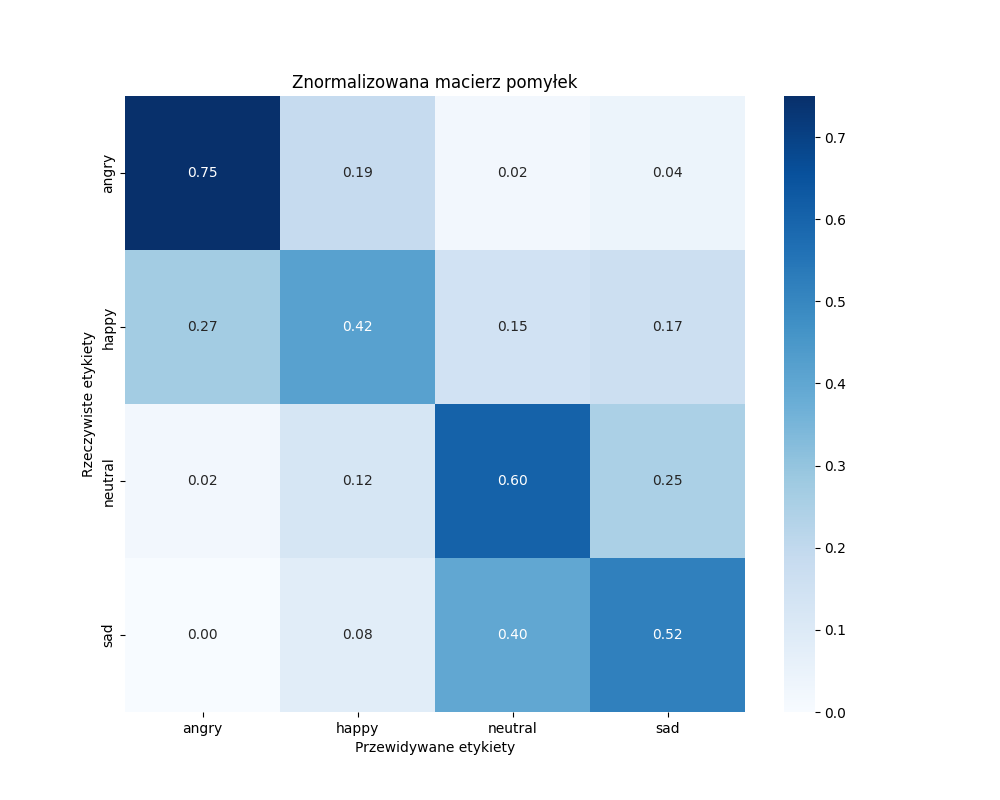 Znormalizowana macierz pomyłek
angry 0.75 0.19 0.02 0.04
happy 0.27 0.42 0.15 0.17
neutral 0.02 0.12 0.60 0.25
sad 0.00 0.08 0.40 0.52
Rzeczywiste etykiety
angry happy neutral sad
Przewidywane etykiety
0.7
0.6
0.5
0.4
0.3
0.2
0.1
0.0